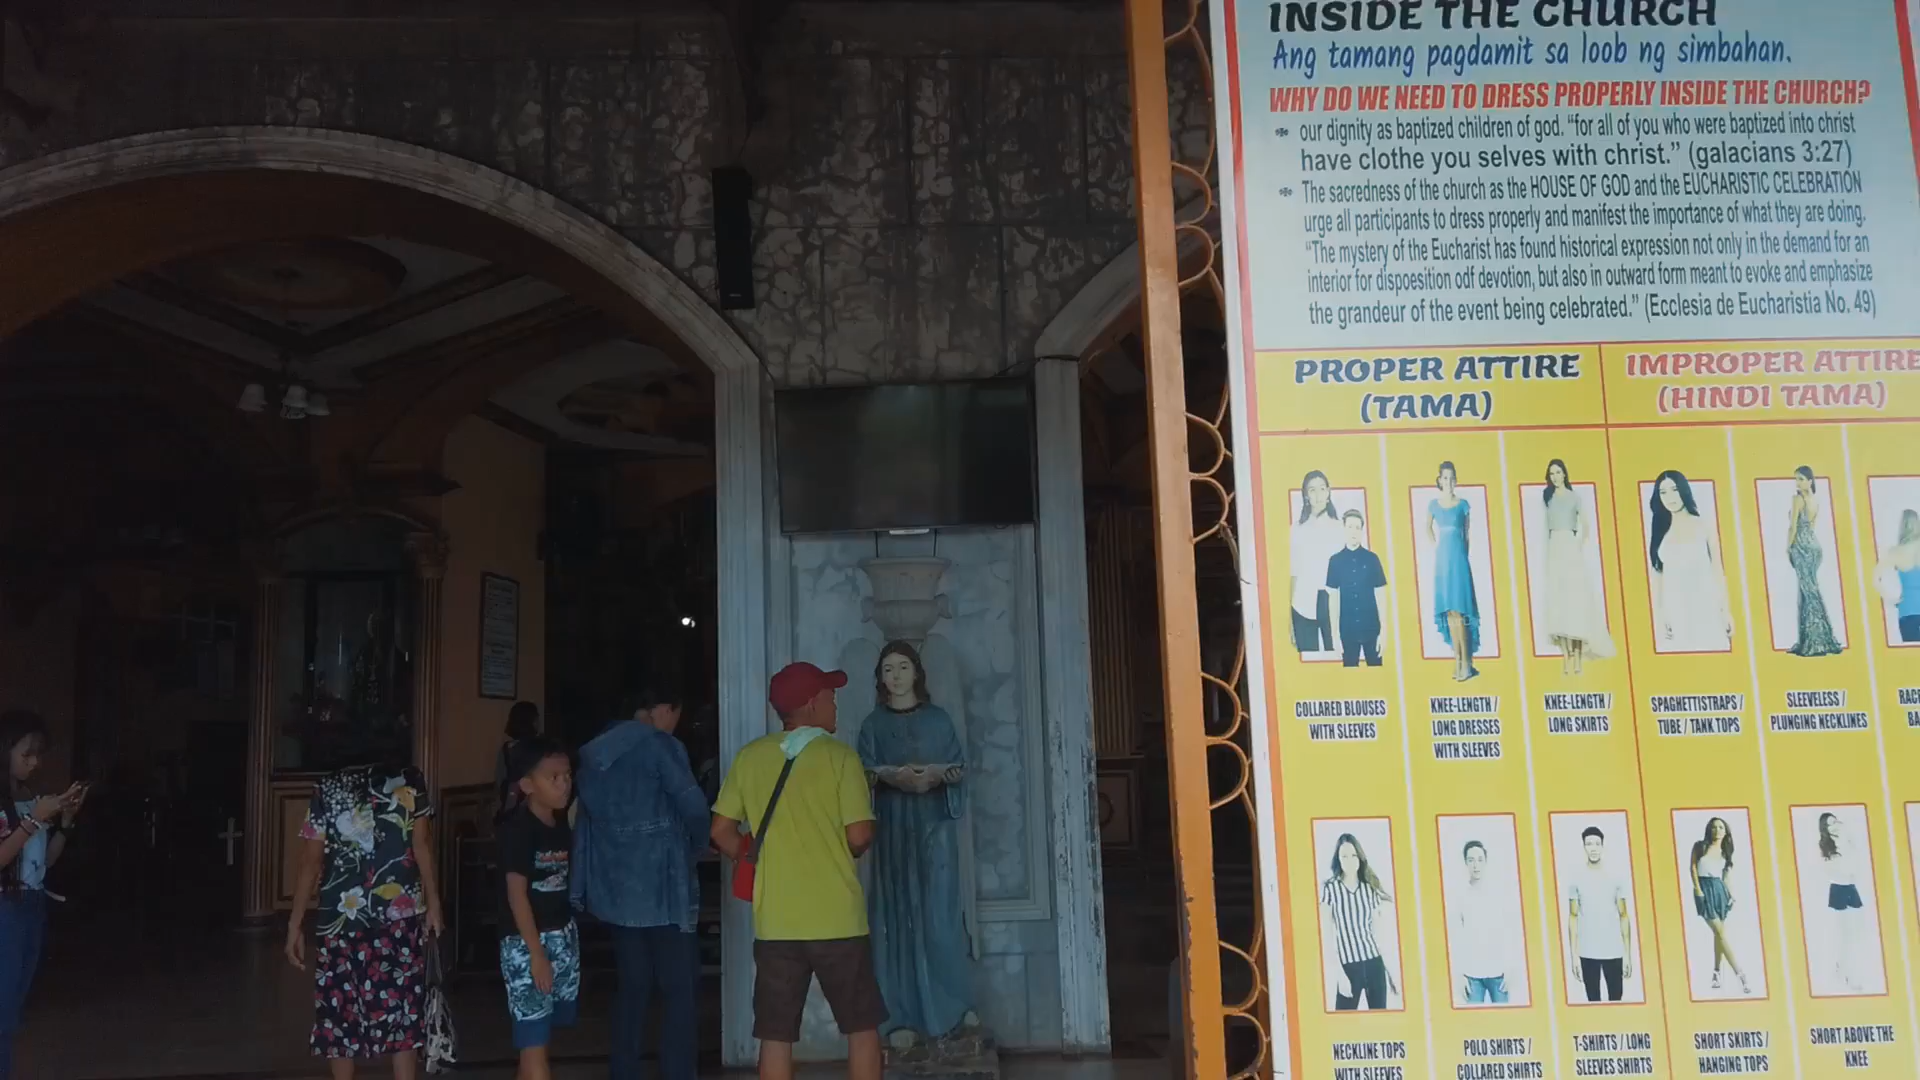 INSIDE THE CHURCH
Ang tamang pagdamit sa loob ng simbahan.
WHY DO WE NEED TO DRESS PROPERLY INSIDE THE CHURCH?
our dignity as baptized children of god. “for all of you who were baptized into christ
have clothe you selves with christ.” (galacians 3:27)
The sacredness of the church as the HOUSE OF GOD and the EUCHARISTIC CELEBRATION
urge all participants to dress properly and manifest the importance of what they are doing.
“The mystery of the Eucharist has found historical expression not only in the demand for an
interior for dispoesition odf devotion, but also in outward form meant to evoke and emphasize
the grandeur of the event being celebrated.” (Ecclesia de Eucharistia No. 49)
PROPER ATTIRE
(TAMA)
IMPROPER ATTIRE
(HINDI TAMA)
COLLARED BLOUSES
WITH SLEEVES
KNEE-LENGTH /
LONG DRESSES
WITH SLEEVES
KNEE-LENGTH /
LONG SKIRTS
SPAGHETTISTRAPS /
TUBE / TANK TOPS
SLEEVELESS /
PLUNGING NECKLINES
NECKLINE TOPS
WITH SLEEVES
POLO SHIRTS /
COLLARED SHIRTS
T-SHIRTS / LONG
SLEEVES SHIRTS
SHORT SKIRTS /
HANGING TOPS
SHORT ABOVE THE
KNEE